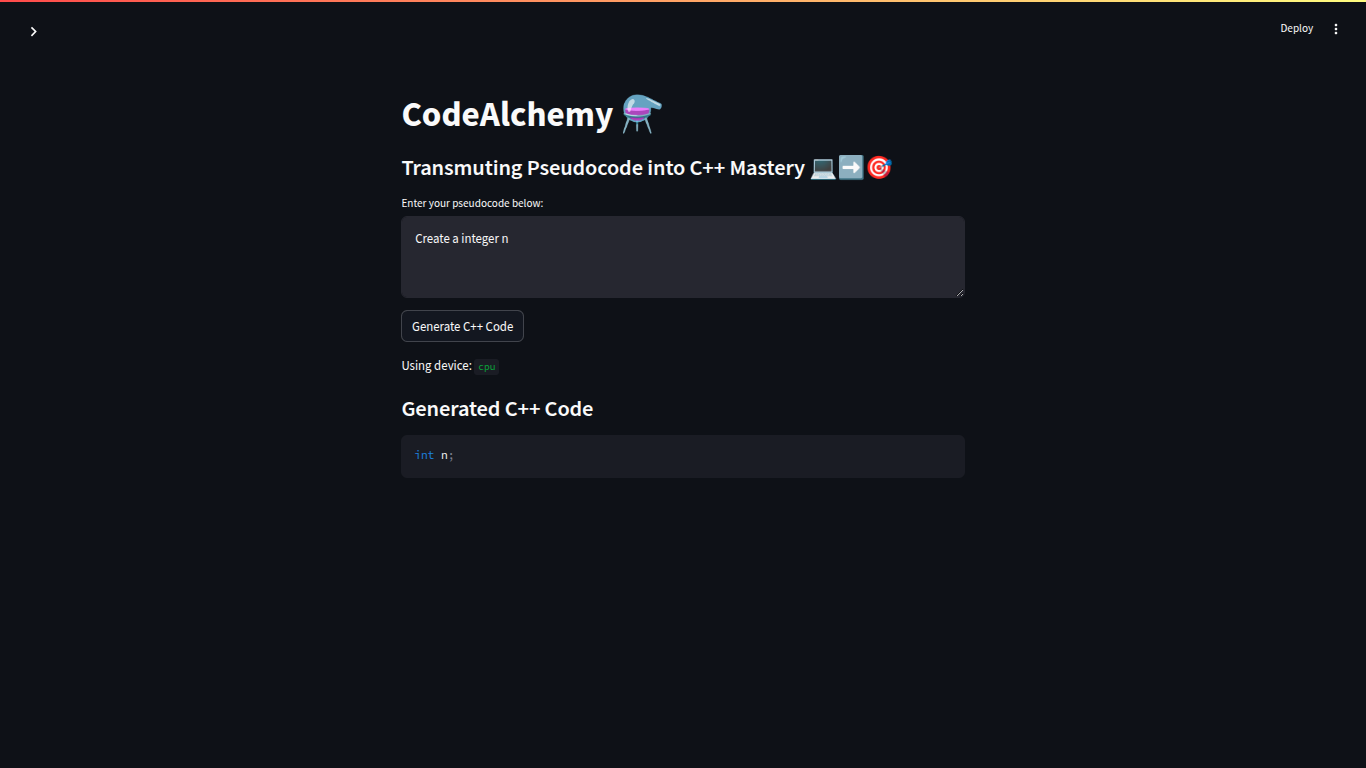 Deploy
CodeAlchemy
Transmuting Pseudocode into C++ Mastery
Enter your pseudocode below:
Create a integer n
Generate C++ Code
Using device: cpu
Generated C++ Code
int n;